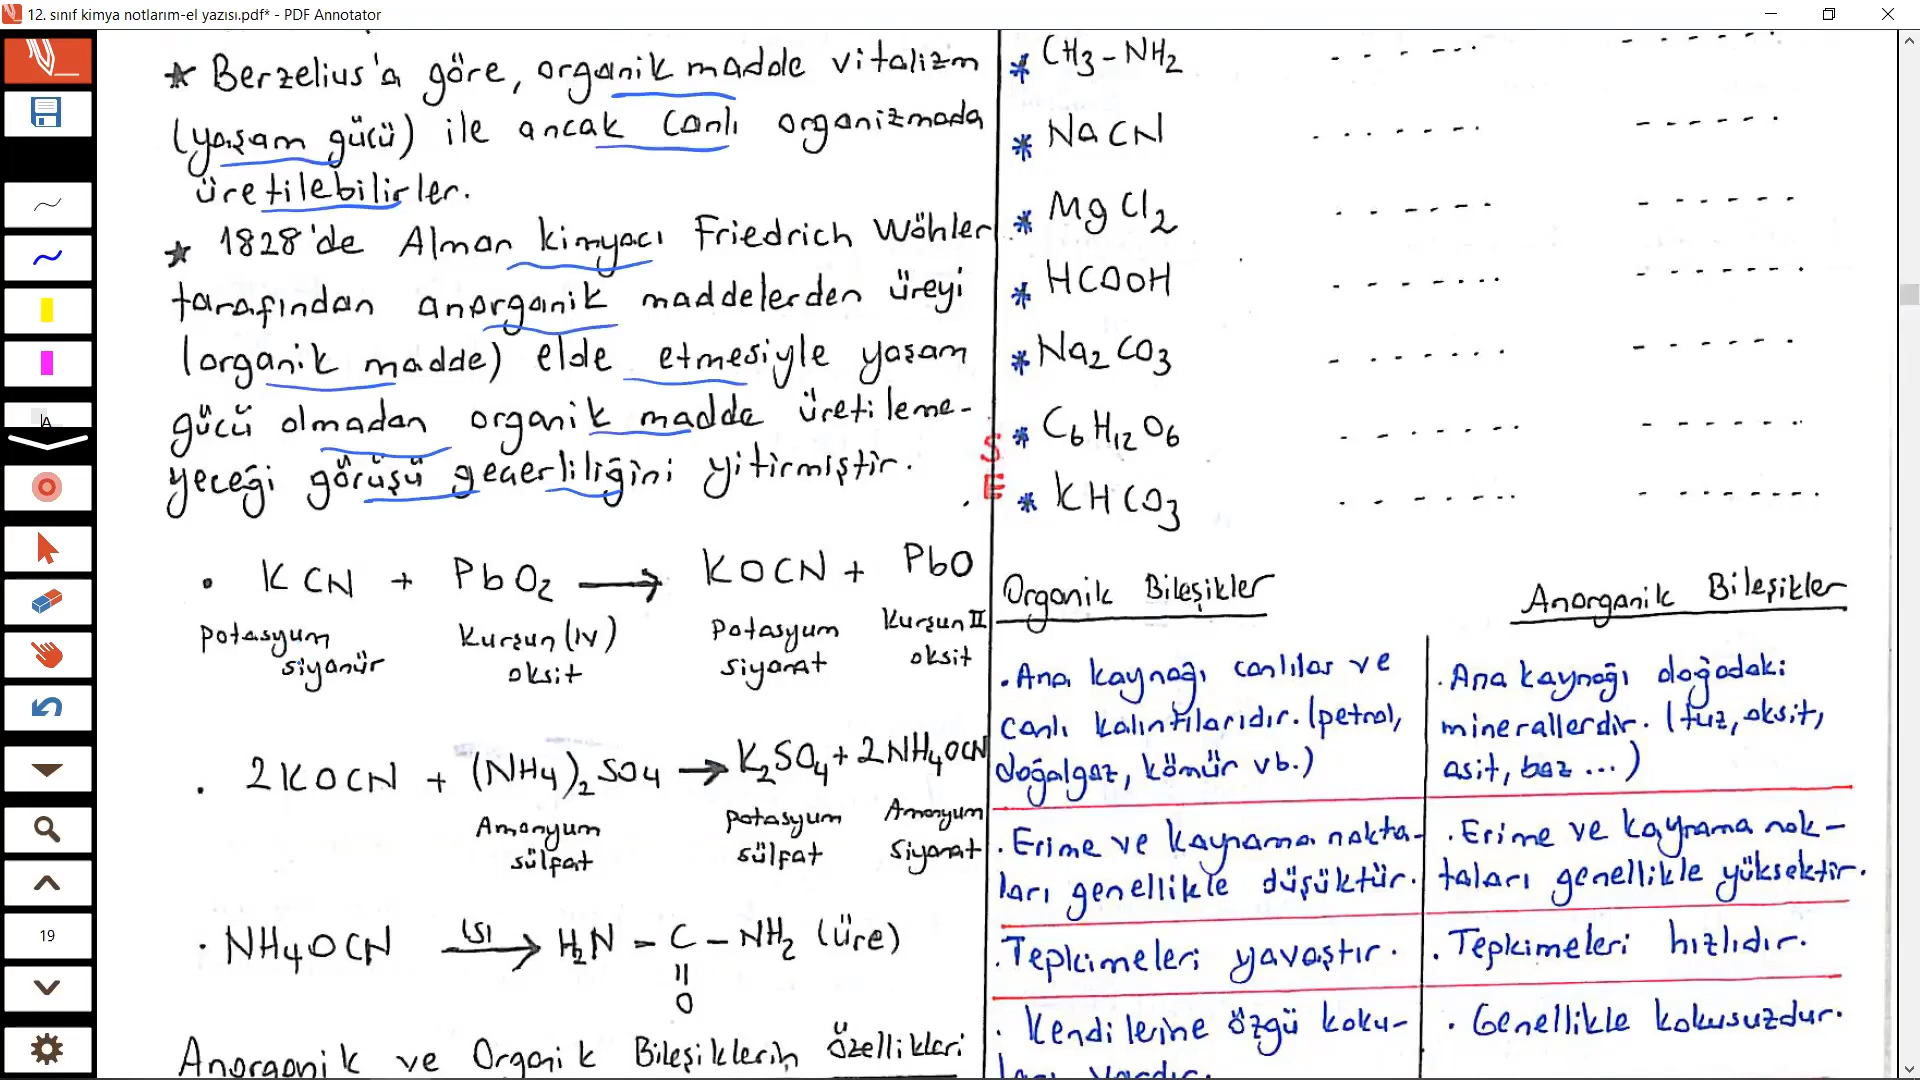 12. sınıf kimya notlarım-el yazısı.pdf* - PDF Annotator
★ Berzelius'a göre, organik madde vitalizm
(yaşam gücü) ile ancak canlı organizmada
üretilebilirler.
★ 1828'de Alman kimyacı Friedrich Wöhler
tarafından anorganik maddelerden üreyi
(organik madde) elde etmesiyle yaşam
gücü olmadan organik madde üretileme-
yeceği görüşü geçerliliğini yitirmiştir.
• KCN + PbO2 → KOCN + PbO
Potasyum siyanür Kurşun (IV) oksit Potasyum siyanat Kurşun II oksit
• 2KOCN + (NH4)2SO4 → K2SO4 + 2NH4OCN
Amonyum sülfat Potasyum sülfat Amonyum siyanat
• NH4OCN ısı → H2N - C - NH2 (üre)
||
O
Anorganik ve Organik Bileşiklerin özellikleri
* CH3-NH2
* NaCN
* MgCl2
* HCOOH
* Na2CO3
* C6H12O6
* KHCO3
S
E
Organik Bileşikler Anorganik Bileşikler
• Ana kaynağı canlılar ve
canlı kalıntılarıdır. (petrol,
doğalgaz, kömür vb.)
• Ana kaynağı doğadaki
minerallerdir. (tuz, oksit,
asit, baz ...)
• Erime ve kaynama nokta-
ları genellikle düşüktür.
• Erime ve kaynama nok-
taları genellikle yüksektir.
• Tepkimeleri yavaştır.
• Tepkimeleri hızlıdır.
• Kendilerine özgü koku-
ları vardır.
• Genellikle kokusuzdur.
A
19